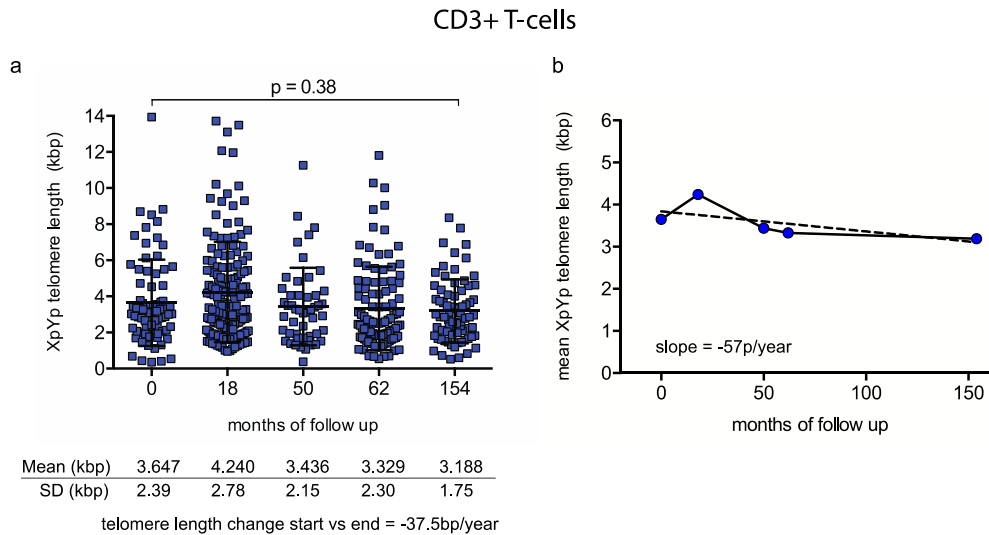 CD3+ T-cells
a
p = 0.38
XpYp telomere length (kbp)
14
12
10
8
6
4
2
0
0 18 50 62 154
months of follow up
Mean (kbp) 3.647 4.240 3.436 3.329 3.188
SD (kbp) 2.39 2.78 2.15 2.30 1.75
telomere length change start vs end = -37.5bp/year
b
mean XpYp telomere length (kbp)
6
5
4
3
2
1
0
slope = -57p/year
0 50 100 150
months of follow up